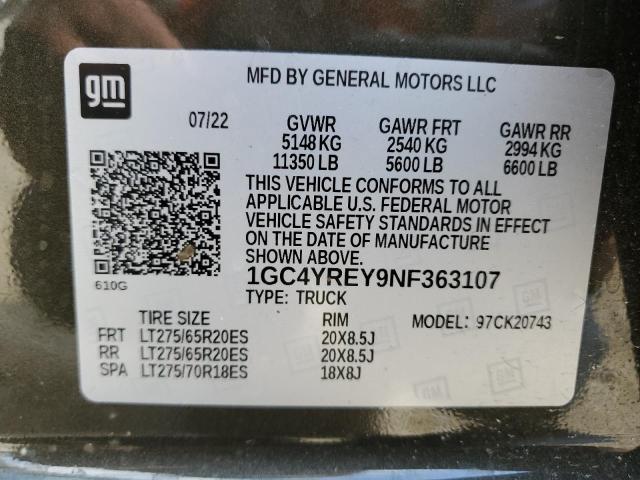 gm
MFD BY GENERAL MOTORS LLC
07/22 GVWR GAWR FRT GAWR RR
5148 KG 2540 KG 2994 KG
11350 LB 5600 LB 6600 LB
THIS VEHICLE CONFORMS TO ALL
APPLICABLE U.S. FEDERAL MOTOR
VEHICLE SAFETY STANDARDS IN EFFECT
ON THE DATE OF MANUFACTURE
SHOWN ABOVE.
610G
1GC4YREY9NF363107
TYPE: TRUCK
TIRE SIZE RIM MODEL: 97CK20743
FRT LT275/65R20ES 20X8.5J
RR LT275/65R20ES 20X8.5J
SPA LT275/70R18ES 18X8J